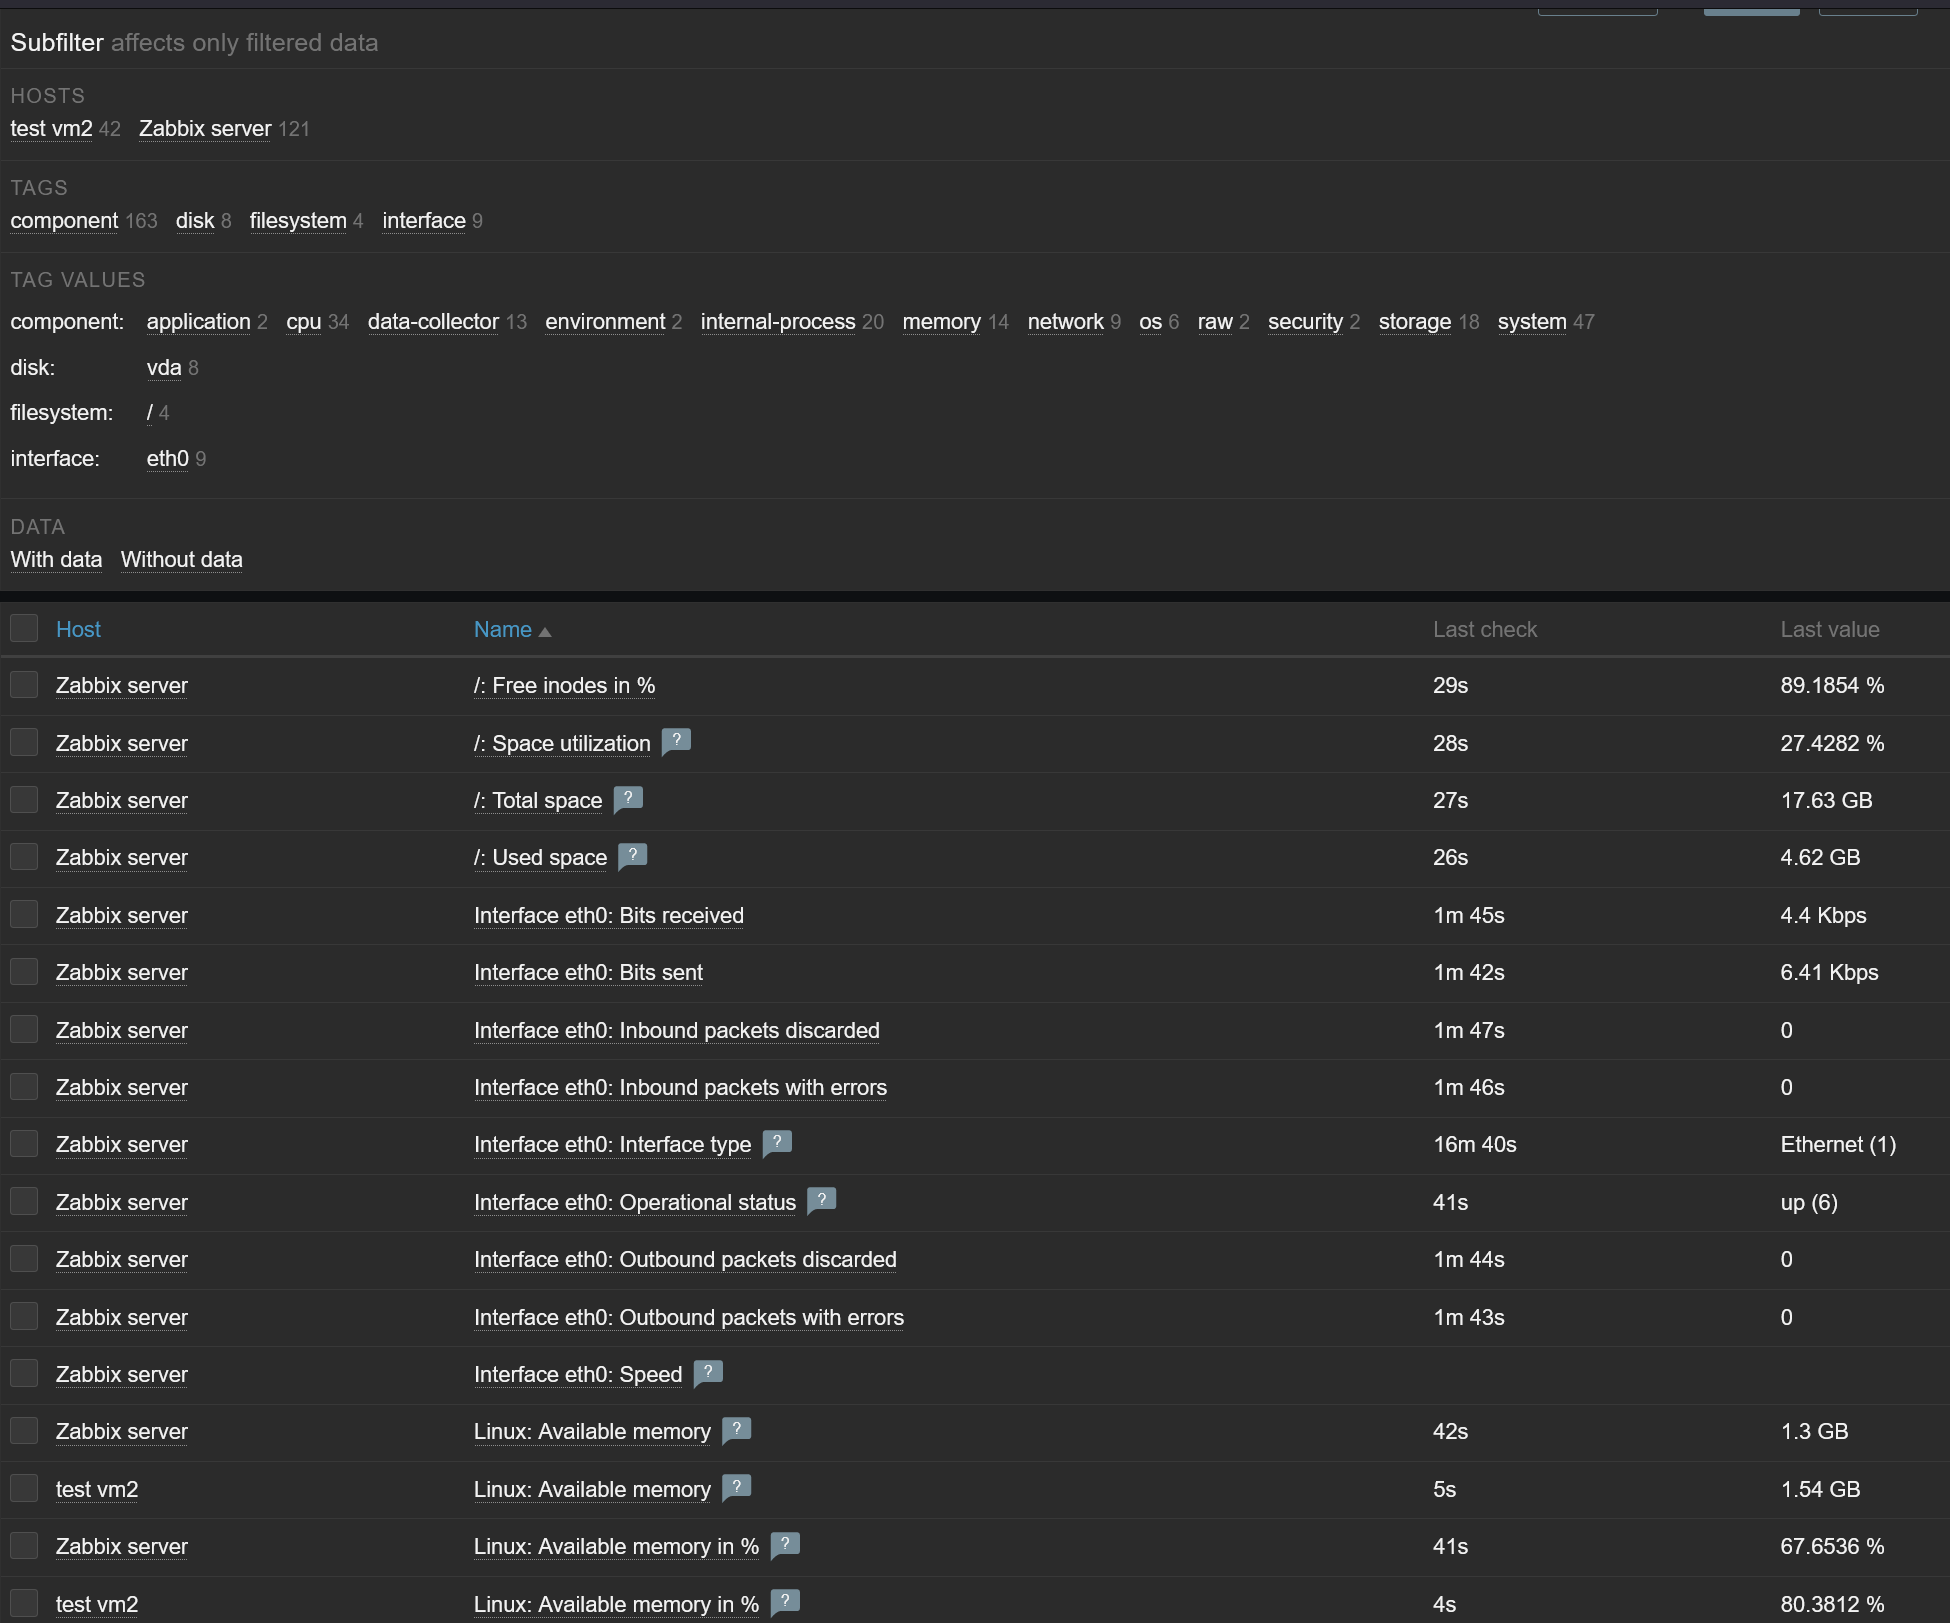 Subfilter affects only filtered data
HOSTS
test vm2 42 Zabbix server 121
TAGS
component 163 disk 8 filesystem 4 interface 9
TAG VALUES
component: application 2 cpu 34 data-collector 13 environment 2 internal-process 20 memory 14 network 9 os 6 raw 2 security 2 storage 18 system 47
disk: vda 8
filesystem: / 4
interface: eth0 9
DATA
With data Without data
Host Name Last check Last value
Zabbix server /: Free inodes in % 29s 89.1854 %
Zabbix server /: Space utilization ? 28s 27.4282 %
Zabbix server /: Total space ? 27s 17.63 GB
Zabbix server /: Used space ? 26s 4.62 GB
Zabbix server Interface eth0: Bits received 1m 45s 4.4 Kbps
Zabbix server Interface eth0: Bits sent 1m 42s 6.41 Kbps
Zabbix server Interface eth0: Inbound packets discarded 1m 47s 0
Zabbix server Interface eth0: Inbound packets with errors 1m 46s 0
Zabbix server Interface eth0: Interface type ? 16m 40s Ethernet (1)
Zabbix server Interface eth0: Operational status ? 41s up (6)
Zabbix server Interface eth0: Outbound packets discarded 1m 44s 0
Zabbix server Interface eth0: Outbound packets with errors 1m 43s 0
Zabbix server Interface eth0: Speed ?
Zabbix server Linux: Available memory ? 42s 1.3 GB
test vm2 Linux: Available memory ? 5s 1.54 GB
Zabbix server Linux: Available memory in % ? 41s 67.6536 %
test vm2 Linux: Available memory in % ? 4s 80.3812 %